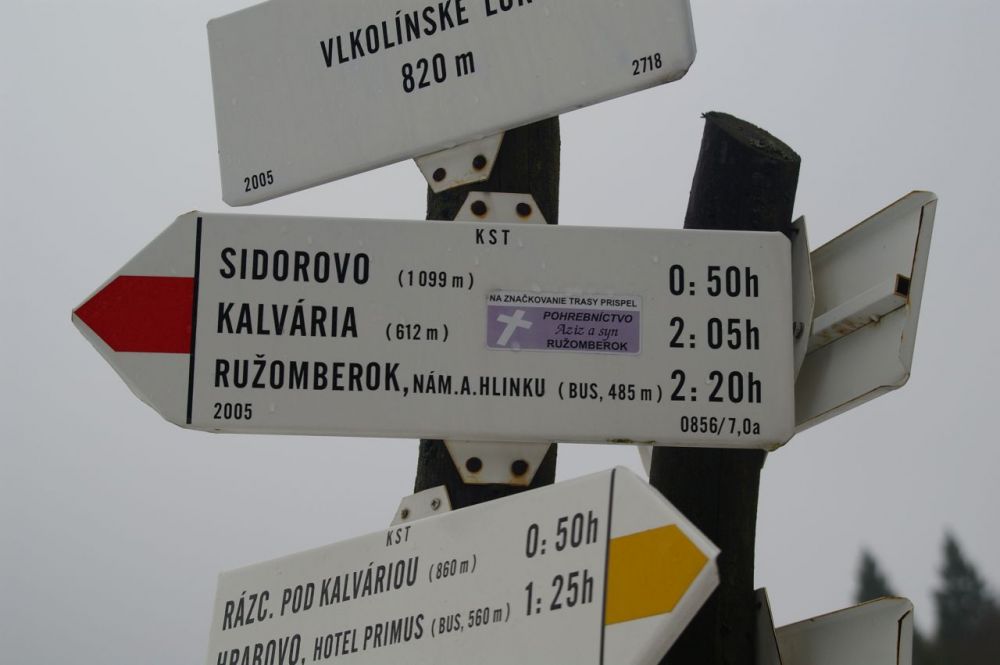 VLKOLÍNSKE
820 m
2718
2005
KST
SIDOROVO (1 099 m) 0: 50h
KALVÁRIA (612 m) 2: 05h
RUŽOMBEROK, NÁM.A.HLINKU (BUS, 485 m) 2: 20h
2005 0856/7,0a
NA ZNAČKOVANIE TRASY PRISPEL
POHREBNÍCTVO
Aziz a syn
RUŽOMBEROK
KST
RÁZC. POD KALVÁRIOU (860 m) 0: 50h
HRABOVO, HOTEL PRIMUS (BUS, 560 m) 1: 25h